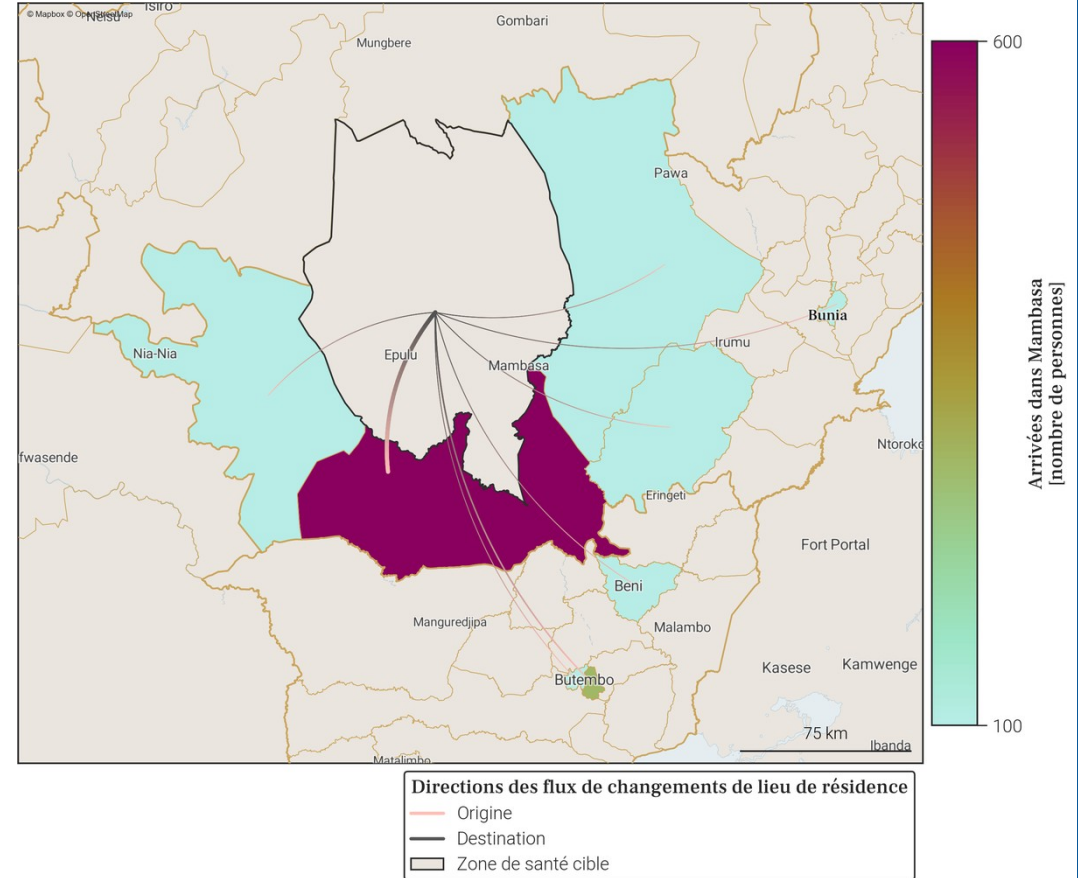 © Mapbox © OpenStreetMap
Neisu
Isiro
Gombari
Mungbere
Pawa
Bunia
Nia-Nia
Irumu
Epulu
Mambasa
Ntoroko
fwasende
Eringeti
Fort Portal
Beni
Manguredjipa
Malambo
Kasese
Kamwenge
Butembo
75 km
Ibanda
Matalimbo
600
100
Arrivées dans Mambasa
[nombre de personnes]
Directions des flux de changements de lieu de résidence
Origine
Destination
Zone de santé cible